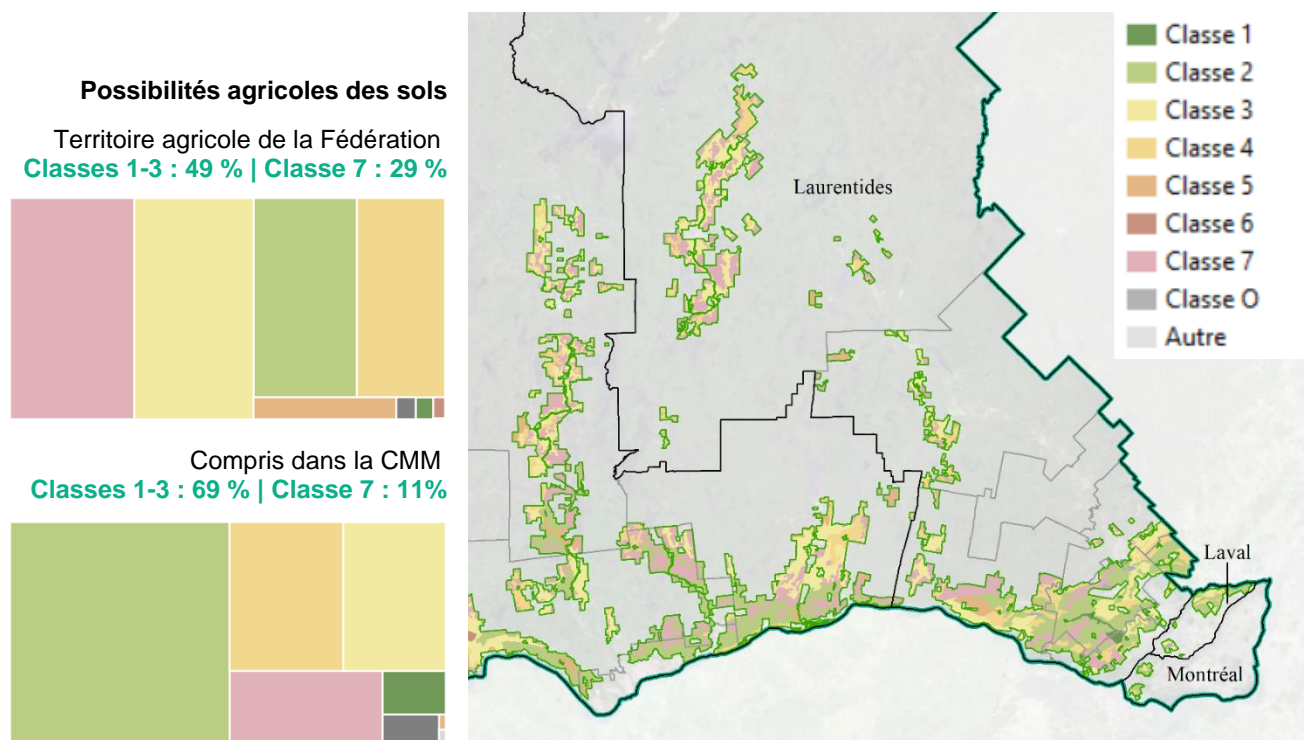 Possibilités agricoles des sols
Territoire agricole de la Fédération
Classes 1-3 : 49 % | Classe 7 : 29 %
Compris dans la CMM
Classes 1-3 : 69 % | Classe 7 : 11%
Laurentides
Laval
Montréal
Classe 1
Classe 2
Classe 3
Classe 4
Classe 5
Classe 6
Classe 7
Classe O
Autre